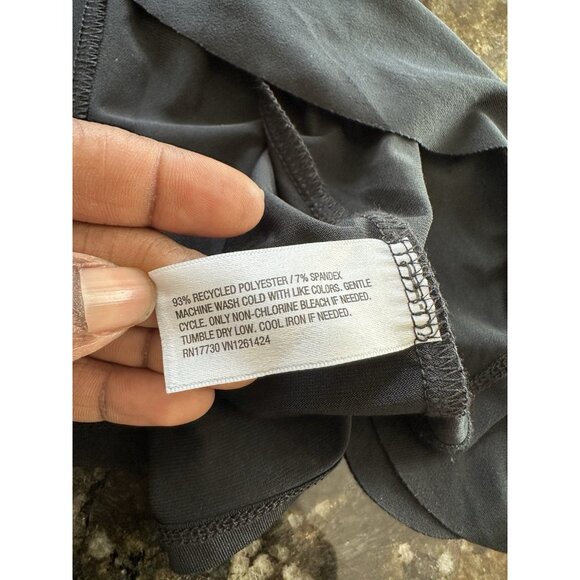 93% RECYCLED POLYESTER / 7% SPANDEX
MACHINE WASH COLD WITH LIKE COLORS. GENTLE
CYCLE. ONLY NON-CHLORINE BLEACH IF NEEDED.
TUMBLE DRY LOW. COOL IRON IF NEEDED.
RN17730 VN1261424